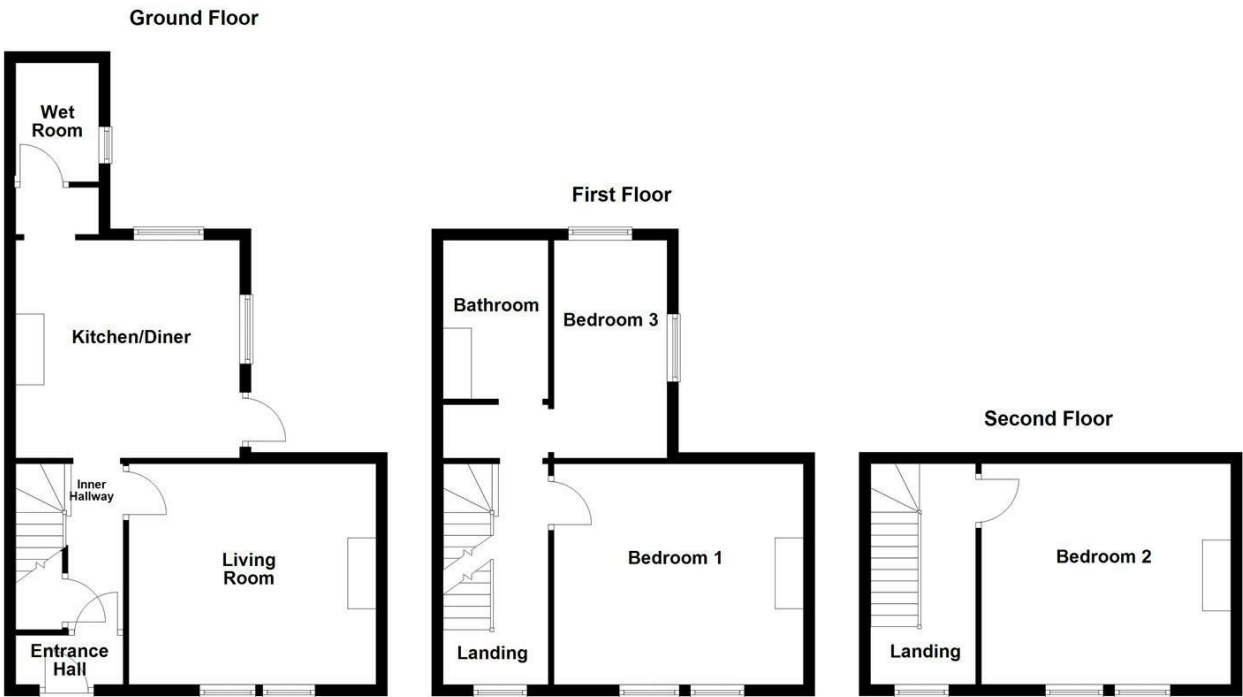 Ground Floor
Wet
Room
Kitchen/Diner
Inner
Hallway
Living
Room
Entrance
Hall
First Floor
Bathroom
Bedroom 3
Bedroom 1
Landing
Second Floor
Bedroom 2
Landing